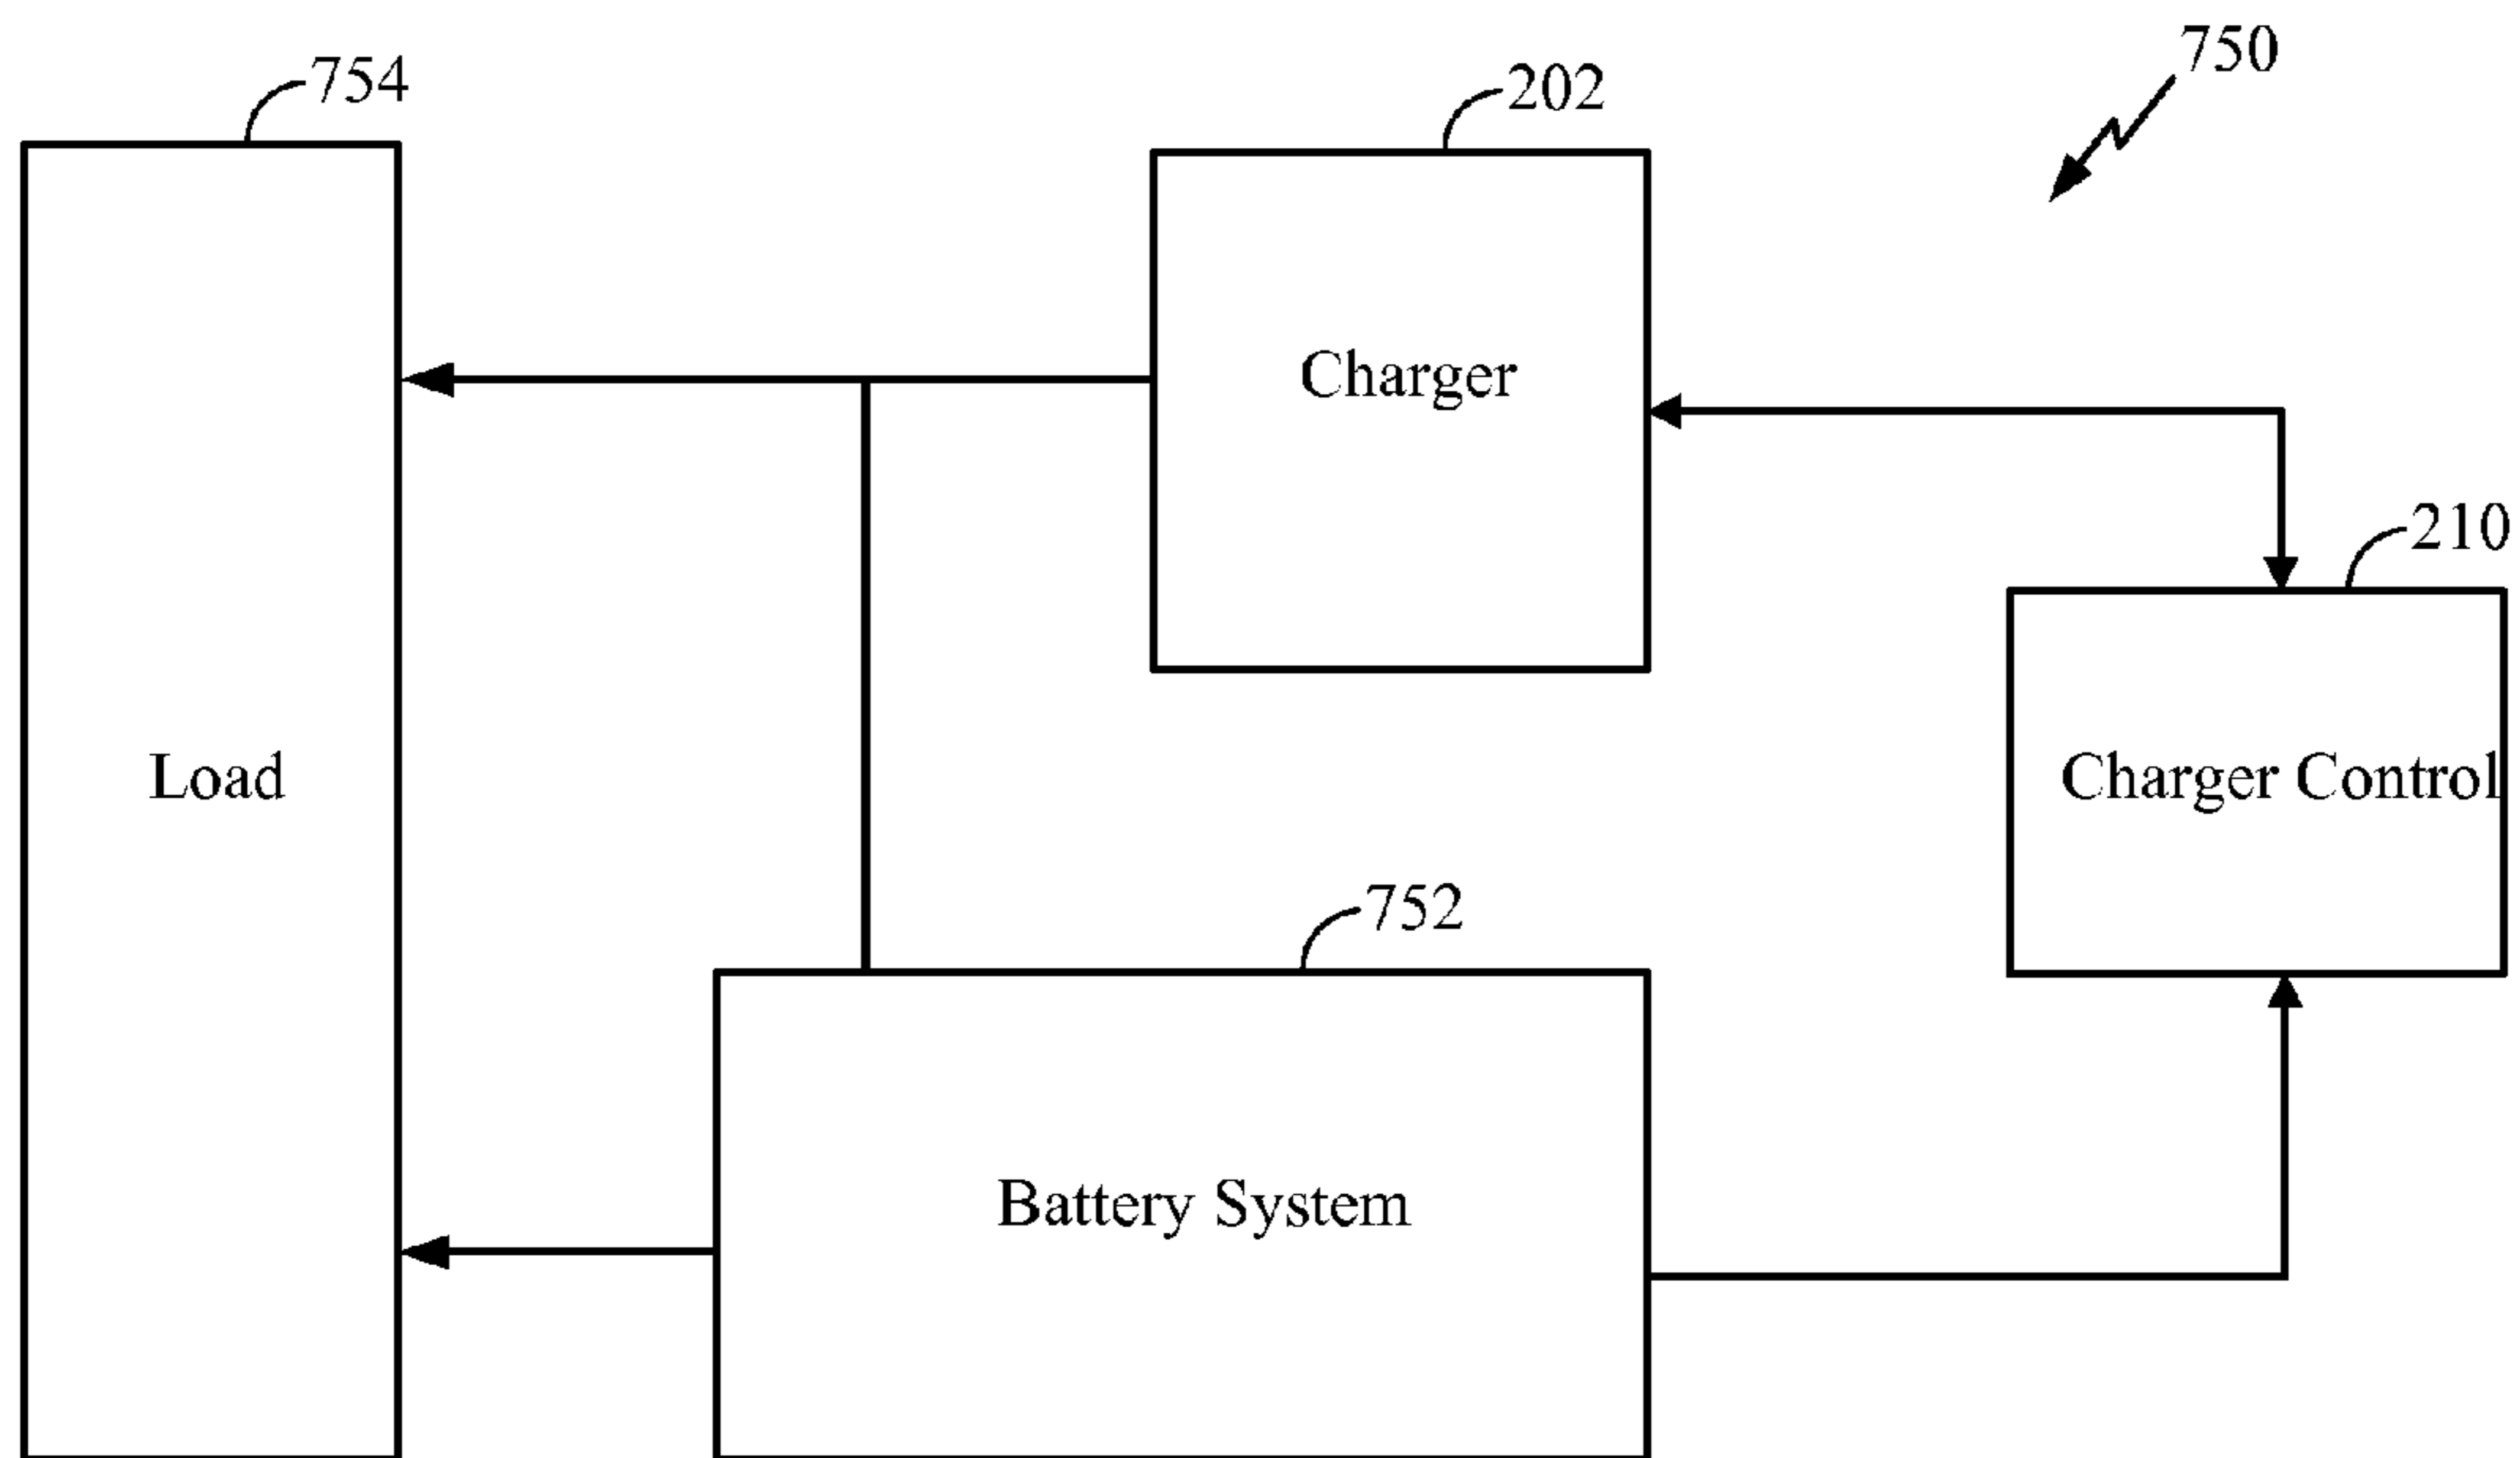 750
754
202
Charger
210
Load
Charger Control
752
Battery System